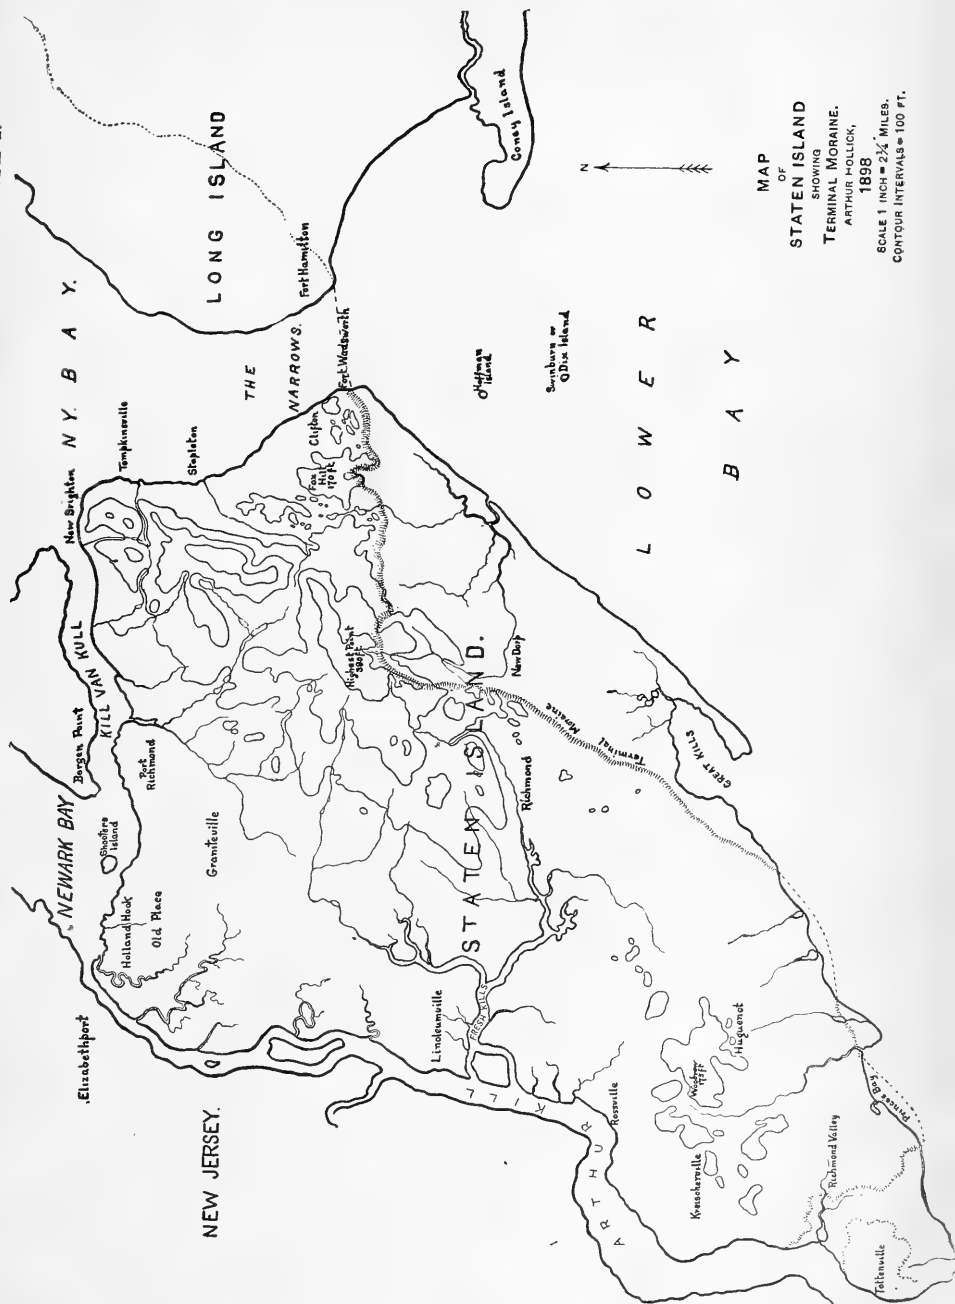 NEWARK BAY
Bergen Point
KILL VAN KULL
New Brighton
N.Y. BAY.
Elizabethport
Holland Hook
Shooters
Island
Port
Richmond
Old Place
Tompkinsville
Stapleton
LONG ISLAND
NEW JERSEY.
Graniteville
THE
NARROWS.
Clifton
Fox
Hill
170 ft
Fort Wadsworth
Fort Hamilton
Highest Point
380 ft
STATEN ISLAND.
Linoleumville
FRESH KILLS
Richmond
New Dorp
Hoffman
Island
Coney Island
Swinburn or
Dix Island
ARTHUR KILL
Rossville
Terminal Moraine
GREAT KILLS
LOWER
BAY
Kreischerville
Woodrow
175 ft
Huguenot
Richmond Valley
Princes Bay
Tottenville
N
MAP
OF
STATEN ISLAND
SHOWING
TERMINAL MORAINE.
ARTHUR HOLLICK,
1898
SCALE 1 INCH = 2¼ MILES.
CONTOUR INTERVALS = 100 FT.